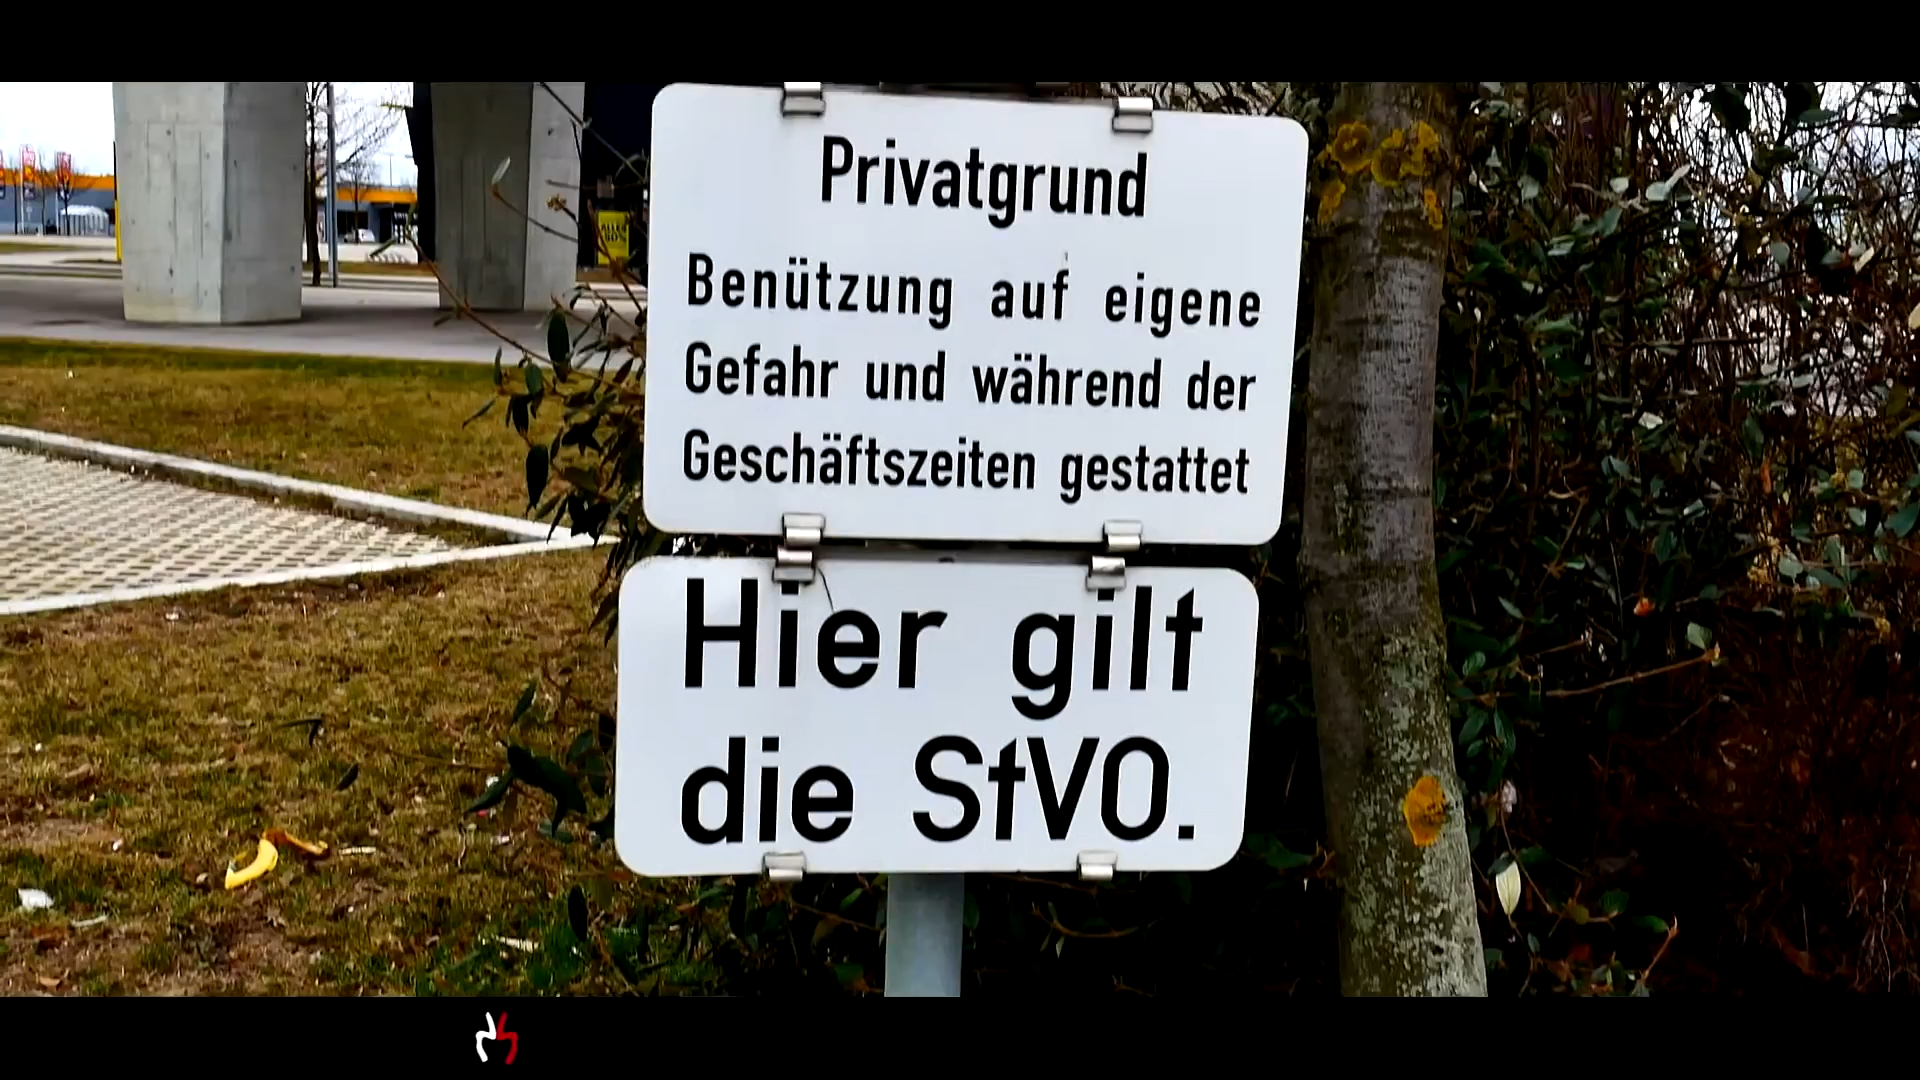 Privatgrund
Benützung auf eigene
Gefahr und während der
Geschäftszeiten gestattet
Hier gilt
die StVO.